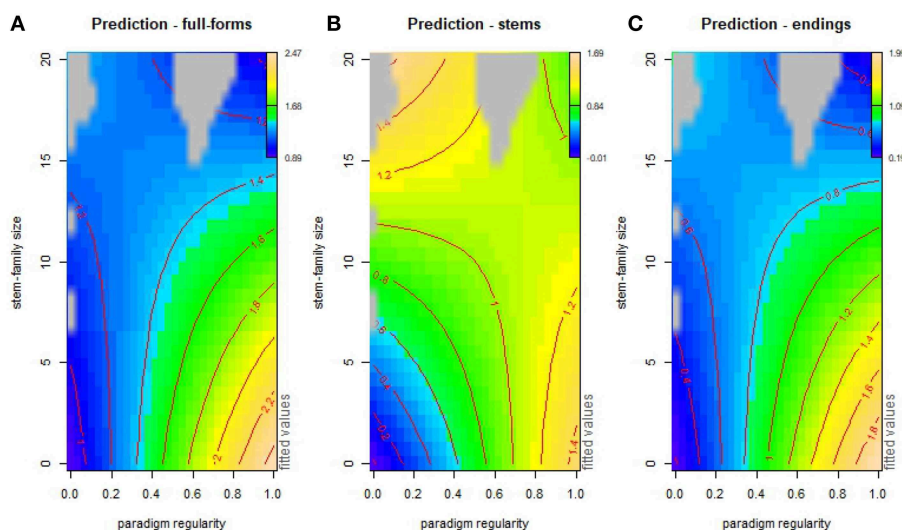 A
Prediction - full-forms
2.47
1.68
0.89
20
15
10
5
0
stem-family size
1.4
1.6
1.8
2.2
2
1
fitted values
0.0 0.2 0.4 0.6 0.8 1.0
paradigm regularity
B
Prediction - stems
1.69
0.84
-0.01
20
15
10
5
0
stem-family size
1.4
1.2
1
0.8
0.6
0.4
0.2
1
1.2
1.4
fitted values
0.0 0.2 0.4 0.6 0.8 1.0
paradigm regularity
C
Prediction - endings
20
15
10
5
0
stem-family size
0.8
0.6
0.4
1
1.2
1.4
1.6
1.8
fitted values
0.0 0.2 0.4 0.6 0.8 1.0
paradigm regularity